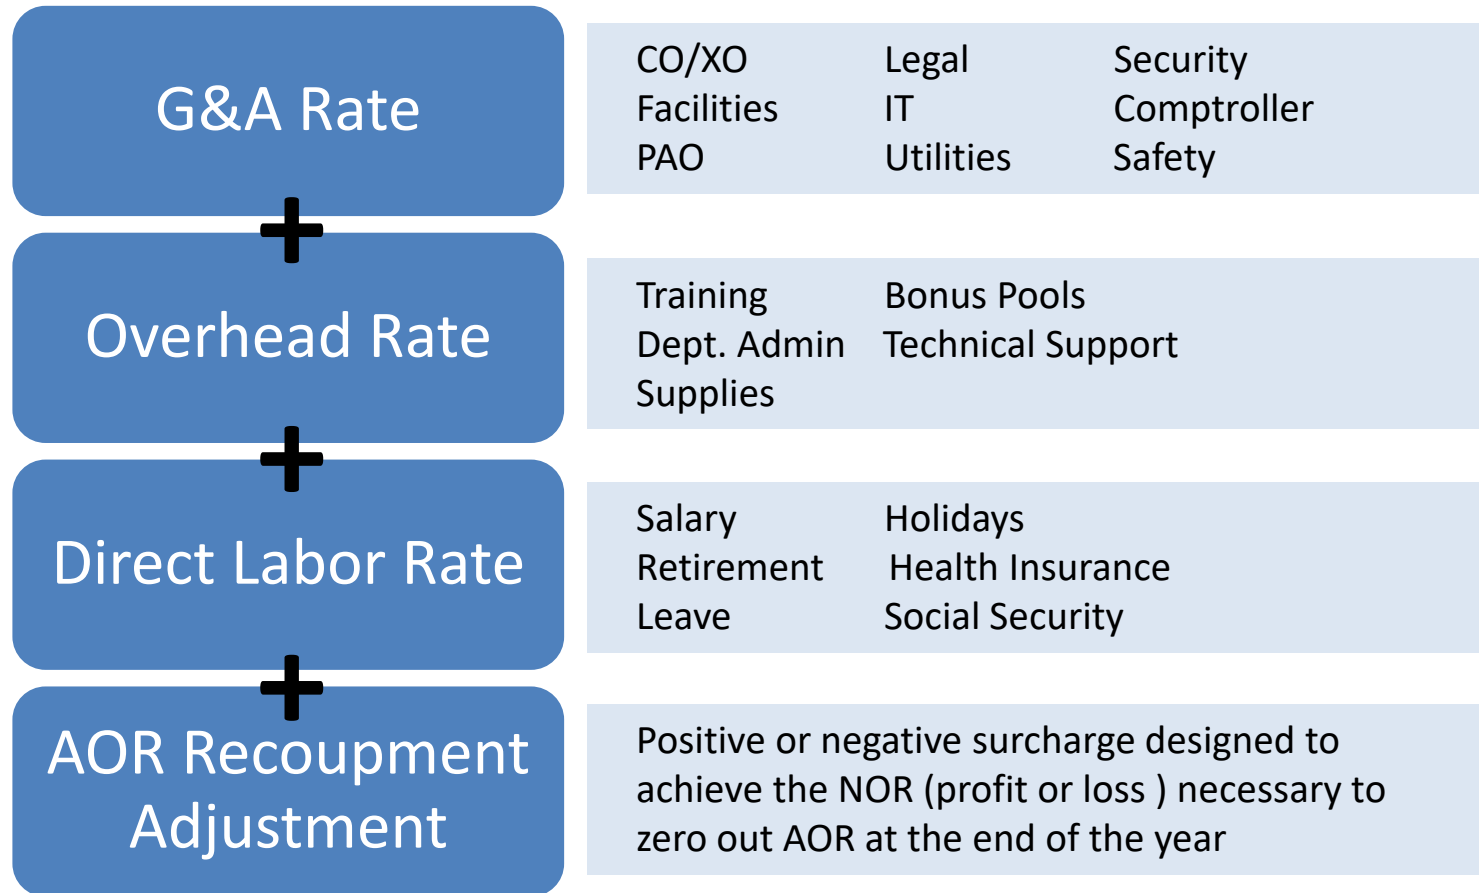 G&A Rate
CO/XO Legal Security
Facilities IT Comptroller
PAO Utilities Safety
+
Overhead Rate
Training Bonus Pools
Dept. Admin Technical Support
Supplies
+
Direct Labor Rate
Salary Holidays
Retirement Health Insurance
Leave Social Security
+
AOR Recoupment
Adjustment
Positive or negative surcharge designed to
achieve the NOR (profit or loss ) necessary to
zero out AOR at the end of the year